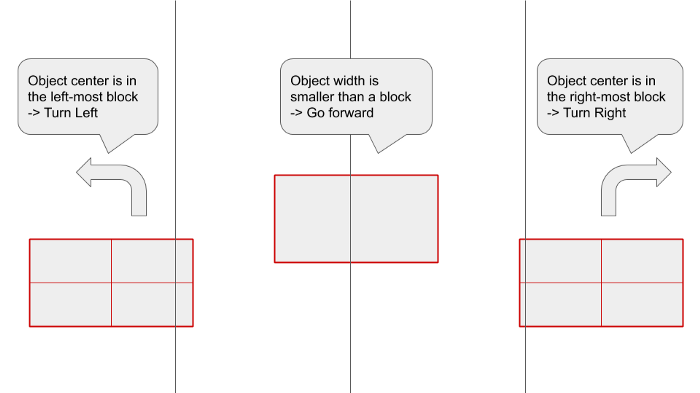 Object center is in
the left-most block
-> Turn Left
Object width is
smaller than a block
-> Go forward
Object center is in
the right-most block
-> Turn Right